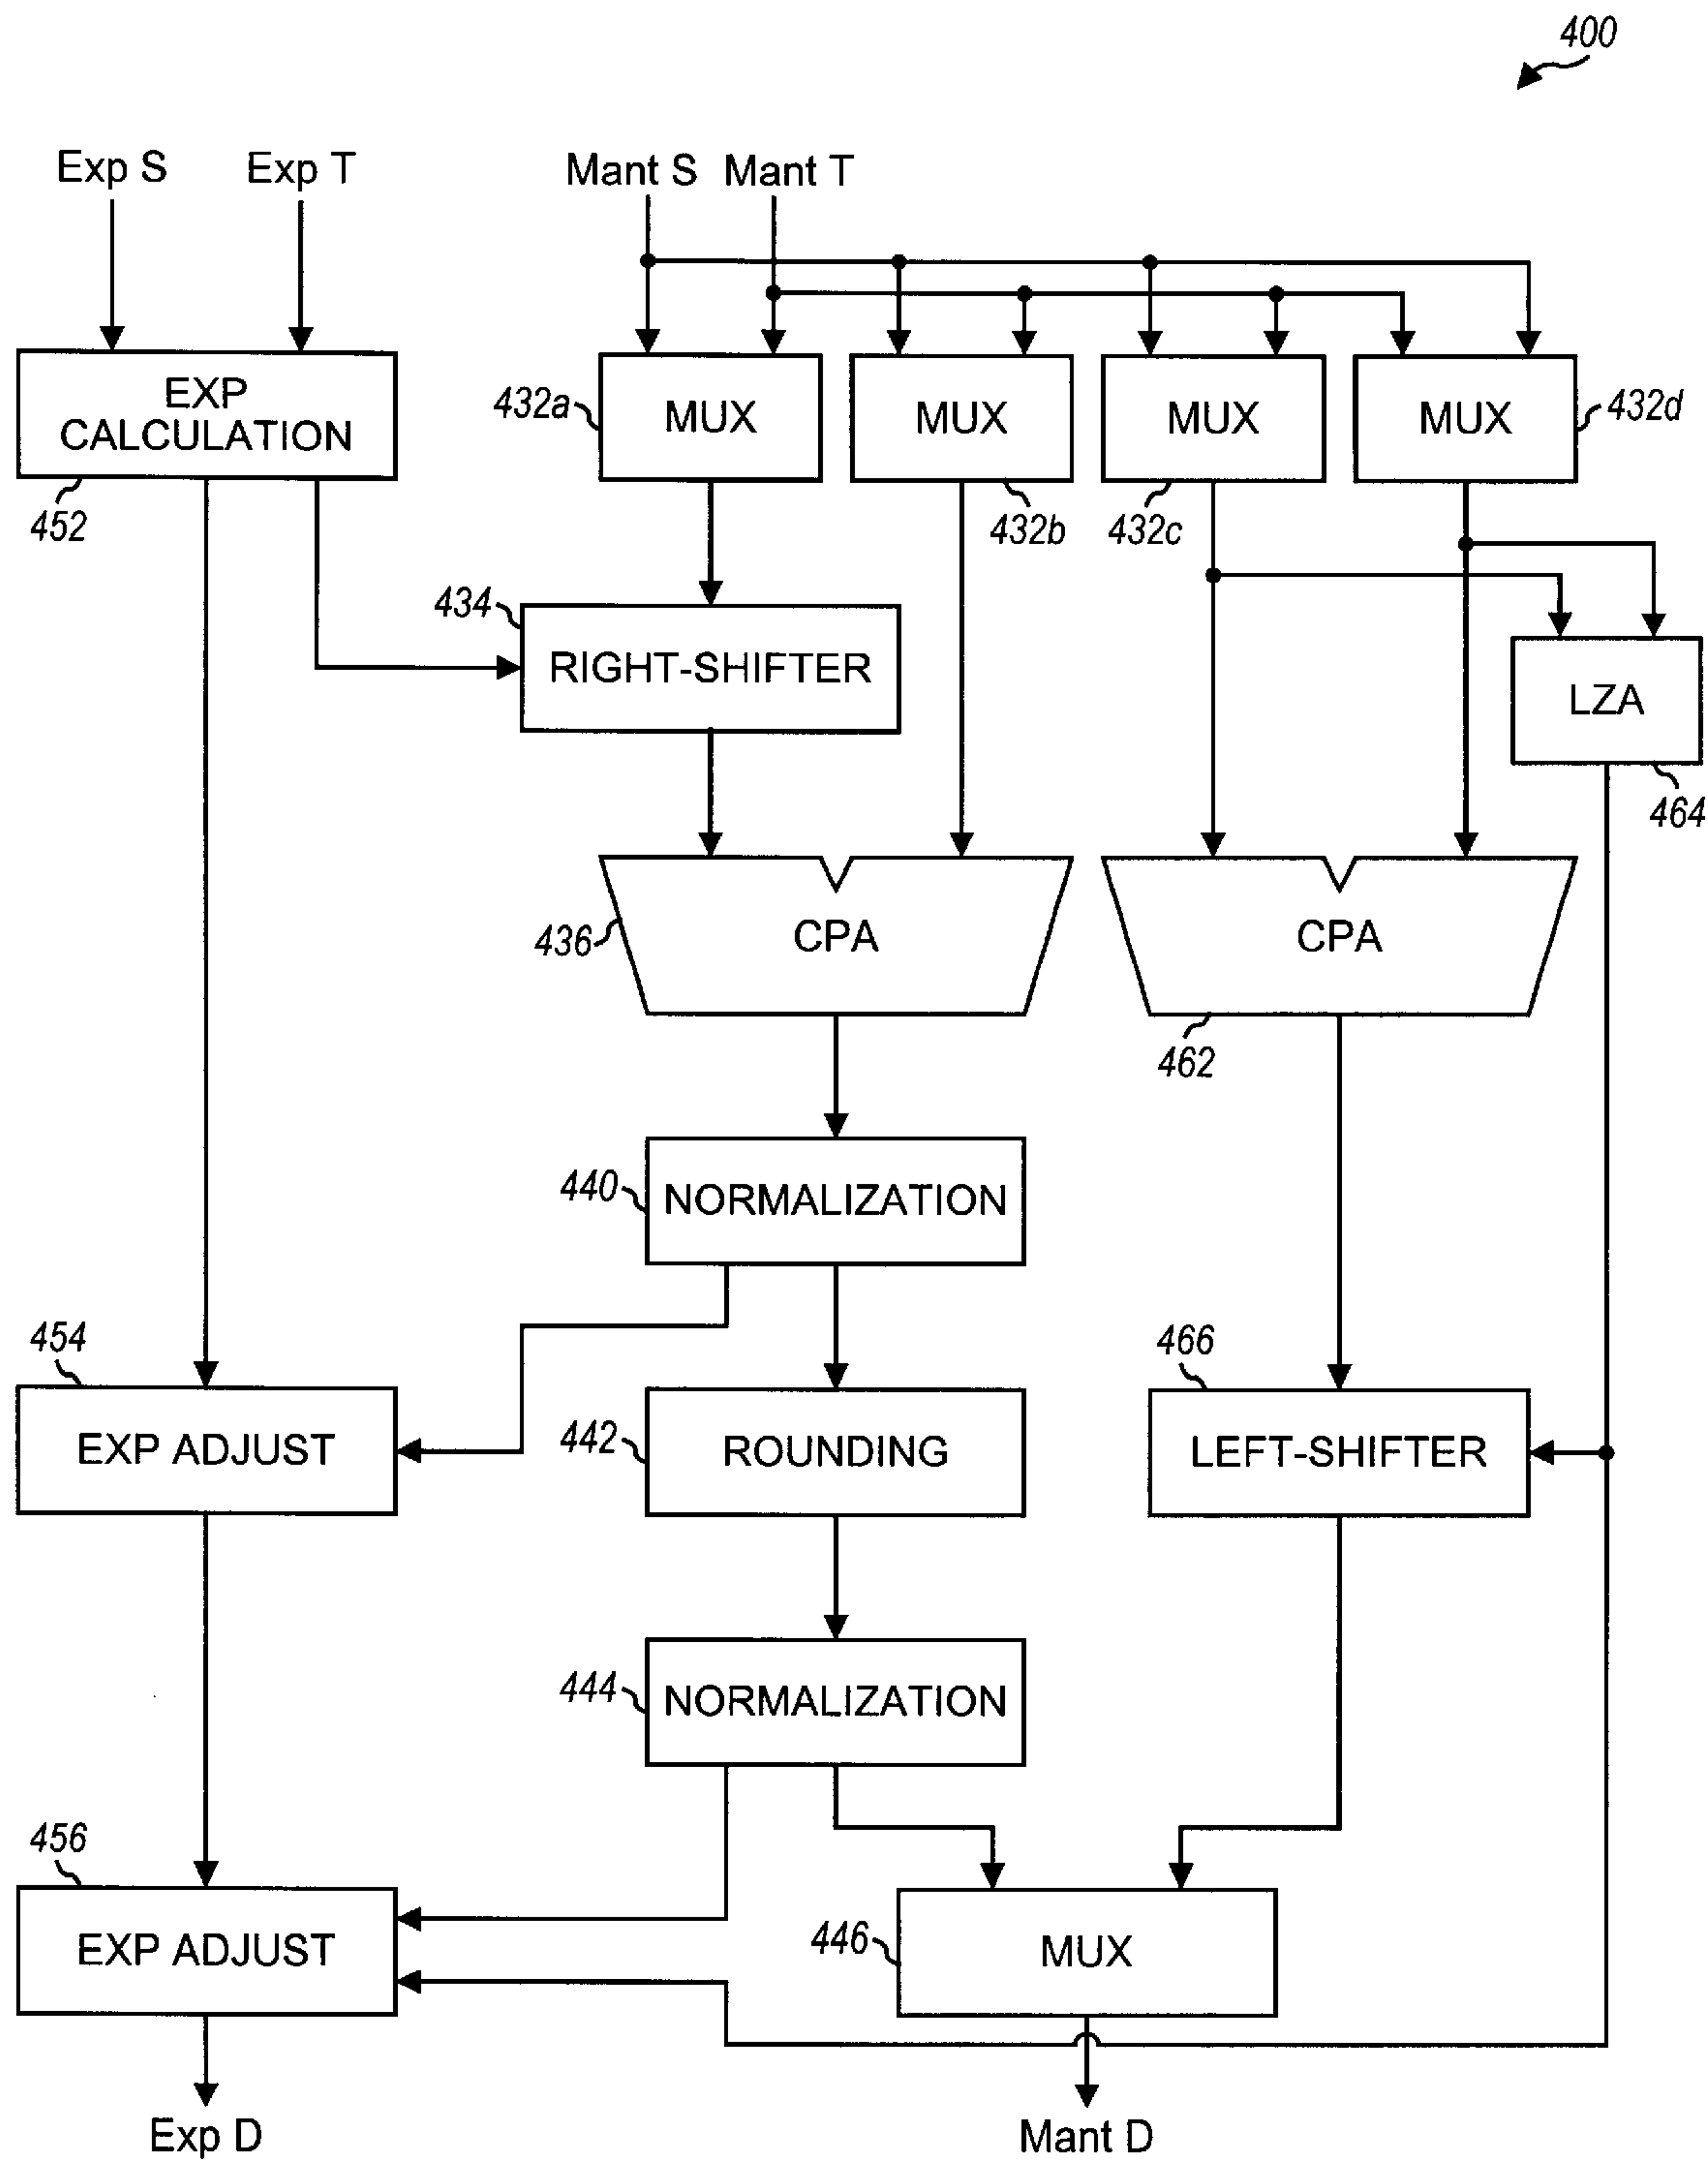 400
Exp S Exp T Mant S Mant T
EXP
CALCULATION
452
432a
MUX
MUX
432b
MUX
432c
MUX
432d
434
RIGHT-SHIFTER
LZA
464
436
CPA
CPA
462
440
NORMALIZATION
454
EXP ADJUST
442
ROUNDING
466
LEFT-SHIFTER
444
NORMALIZATION
456
EXP ADJUST
446
MUX
Exp D
Mant D